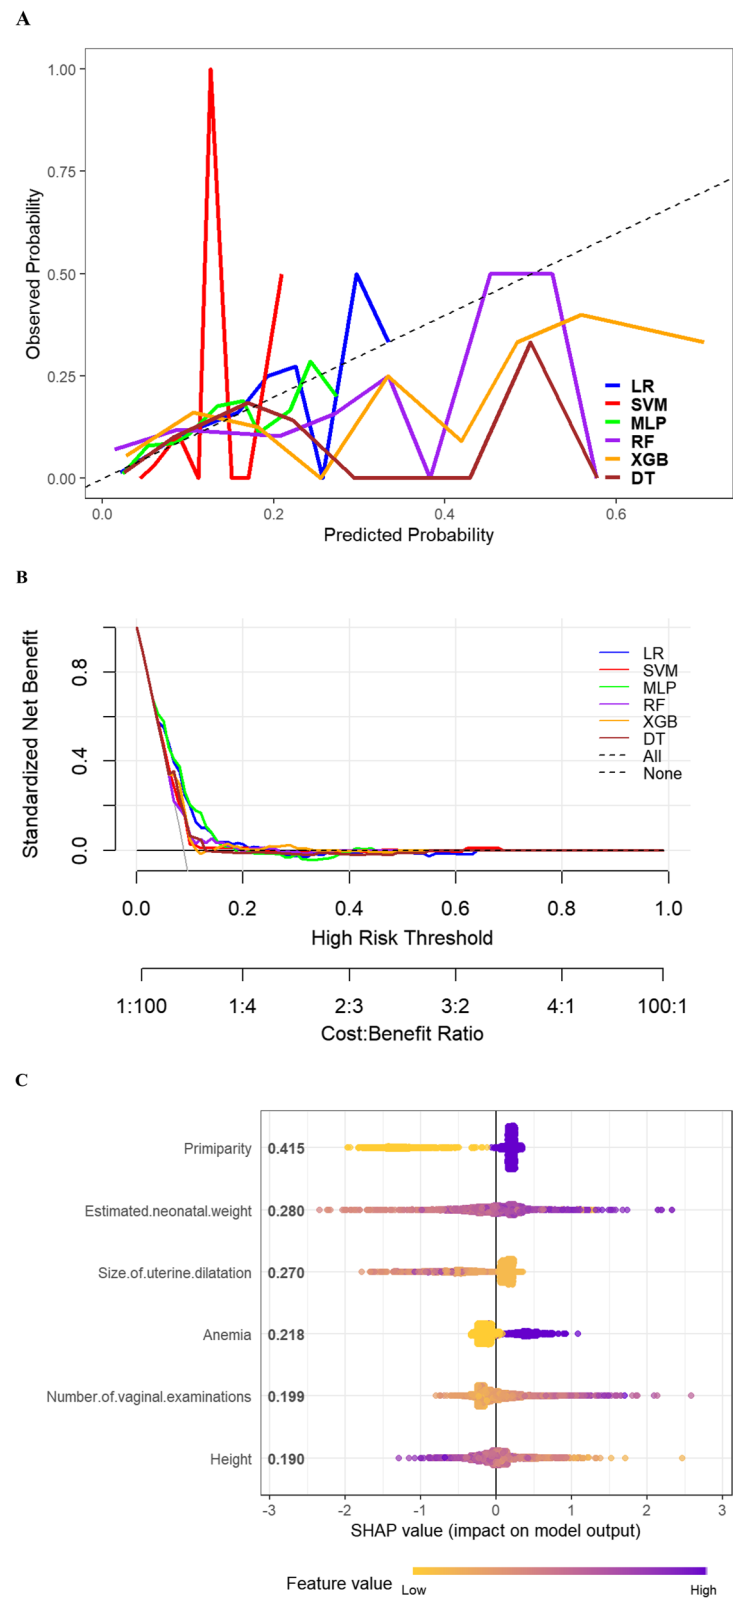 A
1.00
0.75
0.50
0.25
0.00
Observed Probability
LR
SVM
MLP
RF
XGB
DT
0.0 0.2 0.4 0.6
Predicted Probability
B
Standardized Net Benefit
0.8
0.4
0.0
LR
SVM
MLP
RF
XGB
DT
All
None
0.0 0.2 0.4 0.6 0.8 1.0
High Risk Threshold
1:100 1:4 2:3 3:2 4:1 100:1
Cost:Benefit Ratio
C
Primiparity 0.415
Estimated.neonatal.weight 0.280
Size.of.uterine.dilatation 0.270
Anemia 0.218
Number.of.vaginal.examinations 0.199
Height 0.190
-3 -2 -1 0 1 2 3
SHAP value (impact on model output)
Feature value Low High